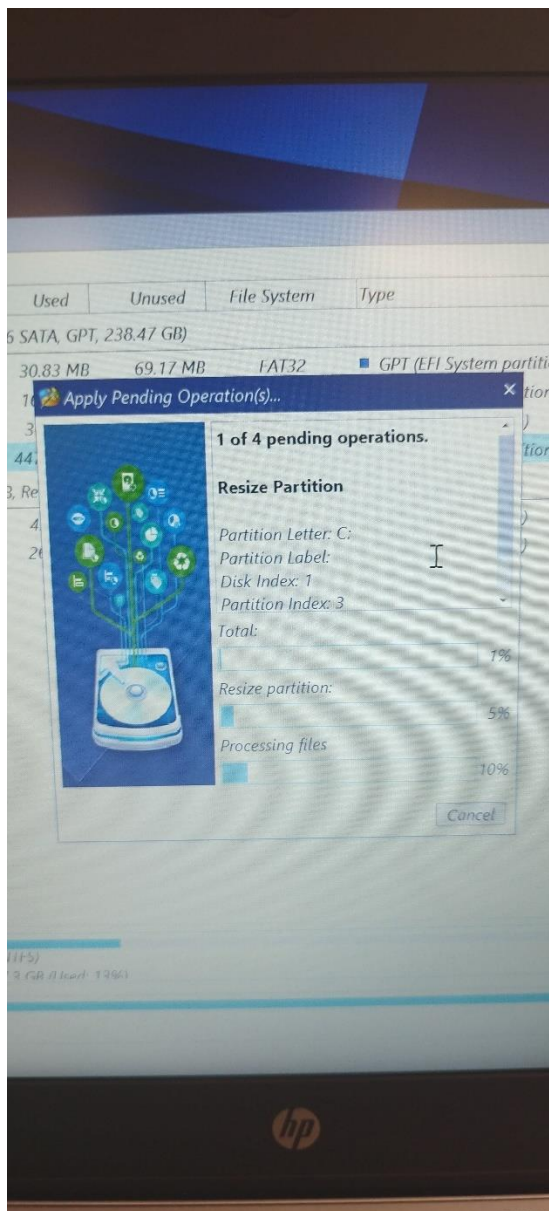 Used Unused File System Type
6 SATA, GPT, 238.47 GB)
30.83 MB 69.17 MB FAT32 GPT (EFI System partiti
Apply Pending Operation(s)...
1 of 4 pending operations.
Resize Partition
Partition Letter: C:
Partition Label:
Disk Index: 1
Partition Index: 3
Total:
1%
Resize partition:
5%
Processing files
10%
Cancel
hp